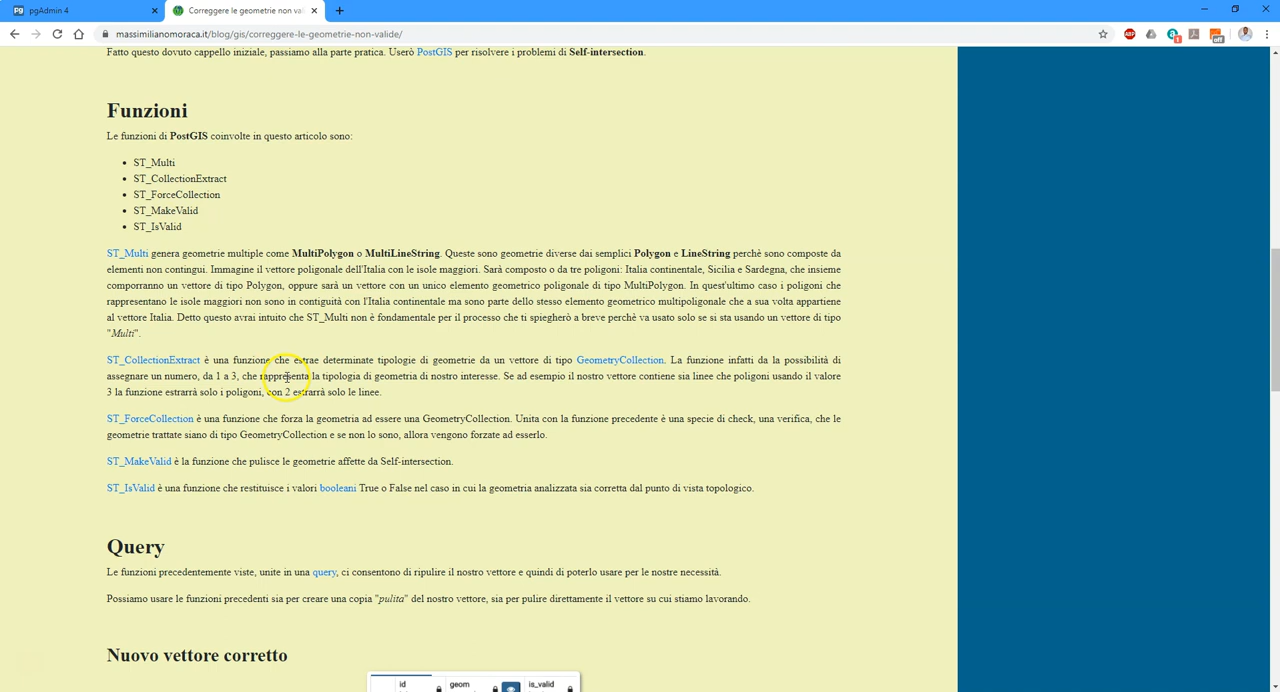 pgAdmin 4
Correggere le geometrie non va
massimilianomoraca.it/blog/gis/correggere-le-geometrie-non-valide/
ABP
1
off
Fatto questo dovuto cappello iniziale, passiamo alla parte pratica. Userò PostGIS per risolvere i problemi di Self-intersection.
Funzioni
Le funzioni di PostGIS coinvolte in questo articolo sono:
• ST_Multi
• ST_CollectionExtract
• ST_ForceCollection
• ST_MakeValid
• ST_IsValid
ST_Multi genera geometrie multiple come MultiPolygon o MultiLineString. Queste sono geometrie diverse dai semplici Polygon e LineString perchè sono composte da
elementi non contingui. Immagine il vettore poligonale dell'Italia con le isole maggiori. Sarà composto o da tre poligoni: Italia continentale, Sicilia e Sardegna, che insieme
comporranno un vettore di tipo Polygon, oppure sarà un vettore con un unico elemento geometrico poligonale di tipo MultiPolygon. In quest'ultimo caso i poligoni che
rappresentano le isole maggiori non sono in contiguità con l'Italia continentale ma sono parte dello stesso elemento geometrico multipoligonale che a sua volta appartiene
al vettore Italia. Detto questo avrai intuito che ST_Multi non è fondamentale per il processo che ti spiegherò a breve perchè va usato solo se si sta usando un vettore di tipo
"Multi".
ST_CollectionExtract è una funzione che estrae determinate tipologie di geometrie da un vettore di tipo GeometryCollection. La funzione infatti da la possibilità di
assegnare un numero, da 1 a 3, che rappresenta la tipologia di geometria di nostro interesse. Se ad esempio il nostro vettore contiene sia linee che poligoni usando il valore
3 la funzione estrarrà solo i poligoni, con 2 estrarrà solo le linee.
ST_ForceCollection è una funzione che forza la geometria ad essere una GeometryCollection. Unita con la funzione precedente è una specie di check, una verifica, che le
geometrie trattate siano di tipo GeometryCollection e se non lo sono, allora vengono forzate ad esserlo.
ST_MakeValid è la funzione che pulisce le geometrie affette da Self-intersection.
ST_IsValid è una funzione che restituisce i valori booleani True o False nel caso in cui la geometria analizzata sia corretta dal punto di vista topologico.
Query
Le funzioni precedentemente viste, unite in una query, ci consentono di ripulire il nostro vettore e quindi di poterlo usare per le nostre necessità.
Possiamo usare le funzioni precedenti sia per creare una copia "pulita" del nostro vettore, sia per pulire direttamente il vettore su cui stiamo lavorando.
Nuovo vettore corretto
id geom is_valid